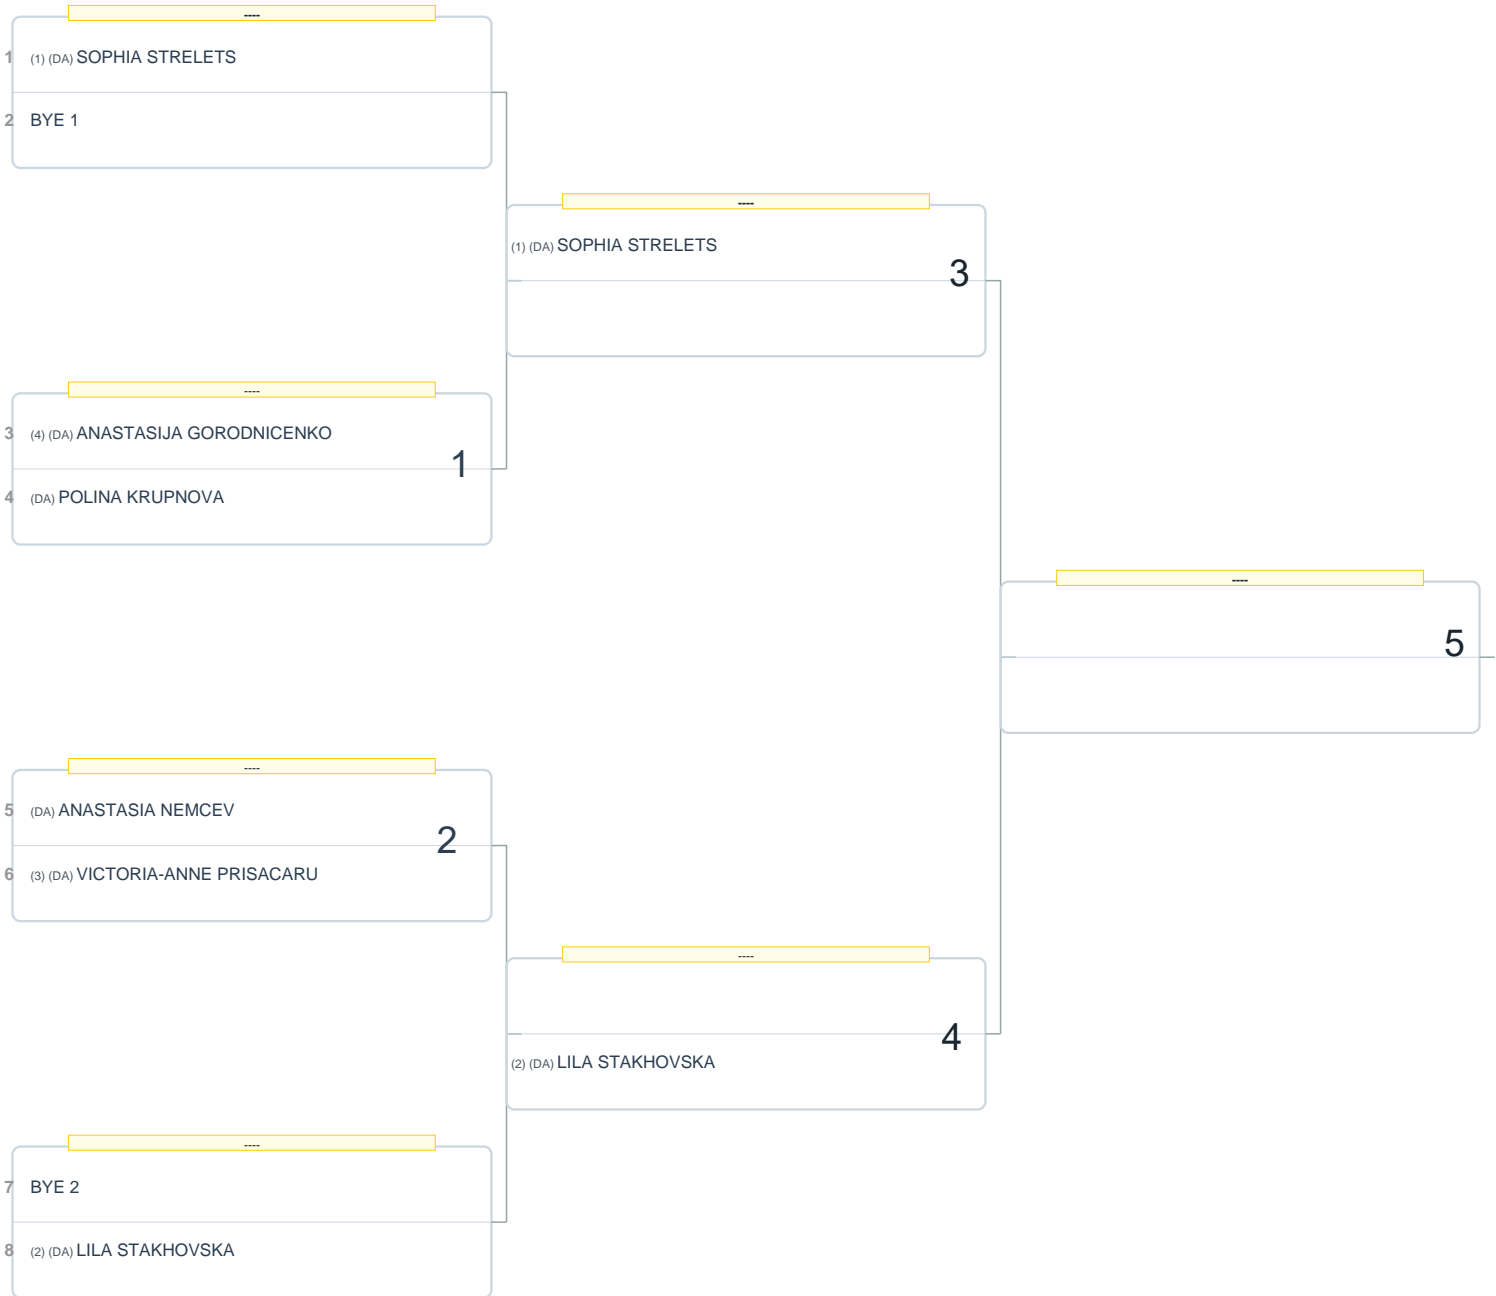 ----
1 (1) (DA) SOPHIA STRELETS
2 BYE 1
----
(1) (DA) SOPHIA STRELETS
3
----
3 (4) (DA) ANASTASIJA GORODNICENKO
1
4 (DA) POLINA KRUPNOVA
----
5
----
5 (DA) ANASTASIA NEMCEV
2
6 (3) (DA) VICTORIA-ANNE PRISACARU
----
4
(2) (DA) LILA STAKHOVSKA
----
7 BYE 2
8 (2) (DA) LILA STAKHOVSKA